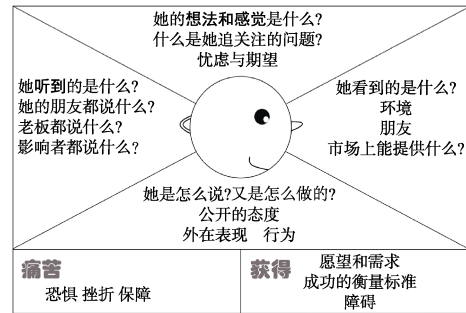 她的想法和感觉是什么?
什么是她追关注的问题?
忧虑与期望
她听到的是什么?
她的朋友都说什么?
老板都说什么?
影响者都说什么?
她看到的是什么?
环境
朋友
市场上能提供什么?
她是怎么说?又是怎么做的?
公开的态度
外在表现 行为
痛苦
恐惧 挫折 保障
获得
愿望和需求
成功的衡量标准
障碍